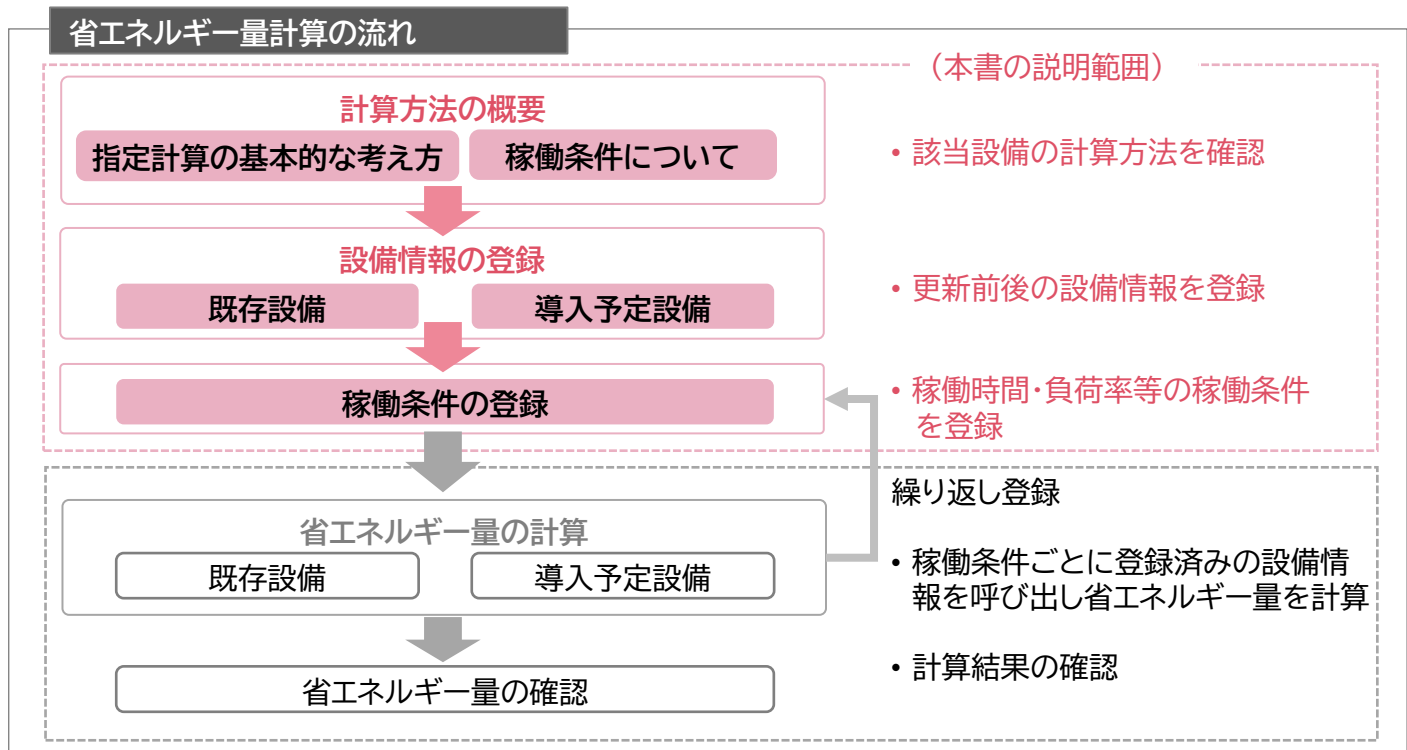 省エネルギー量計算の流れ
（本書の説明範囲）
計算方法の概要
指定計算の基本的な考え方
稼働条件について
• 該当設備の計算方法を確認
設備情報の登録
既存設備
導入予定設備
• 更新前後の設備情報を登録
稼働条件の登録
• 稼働時間・負荷率等の稼働条件
を登録
繰り返し登録
省エネルギー量の計算
既存設備
導入予定設備
• 稼働条件ごとに登録済みの設備情
報を呼び出し省エネルギー量を計算
省エネルギー量の確認
• 計算結果の確認